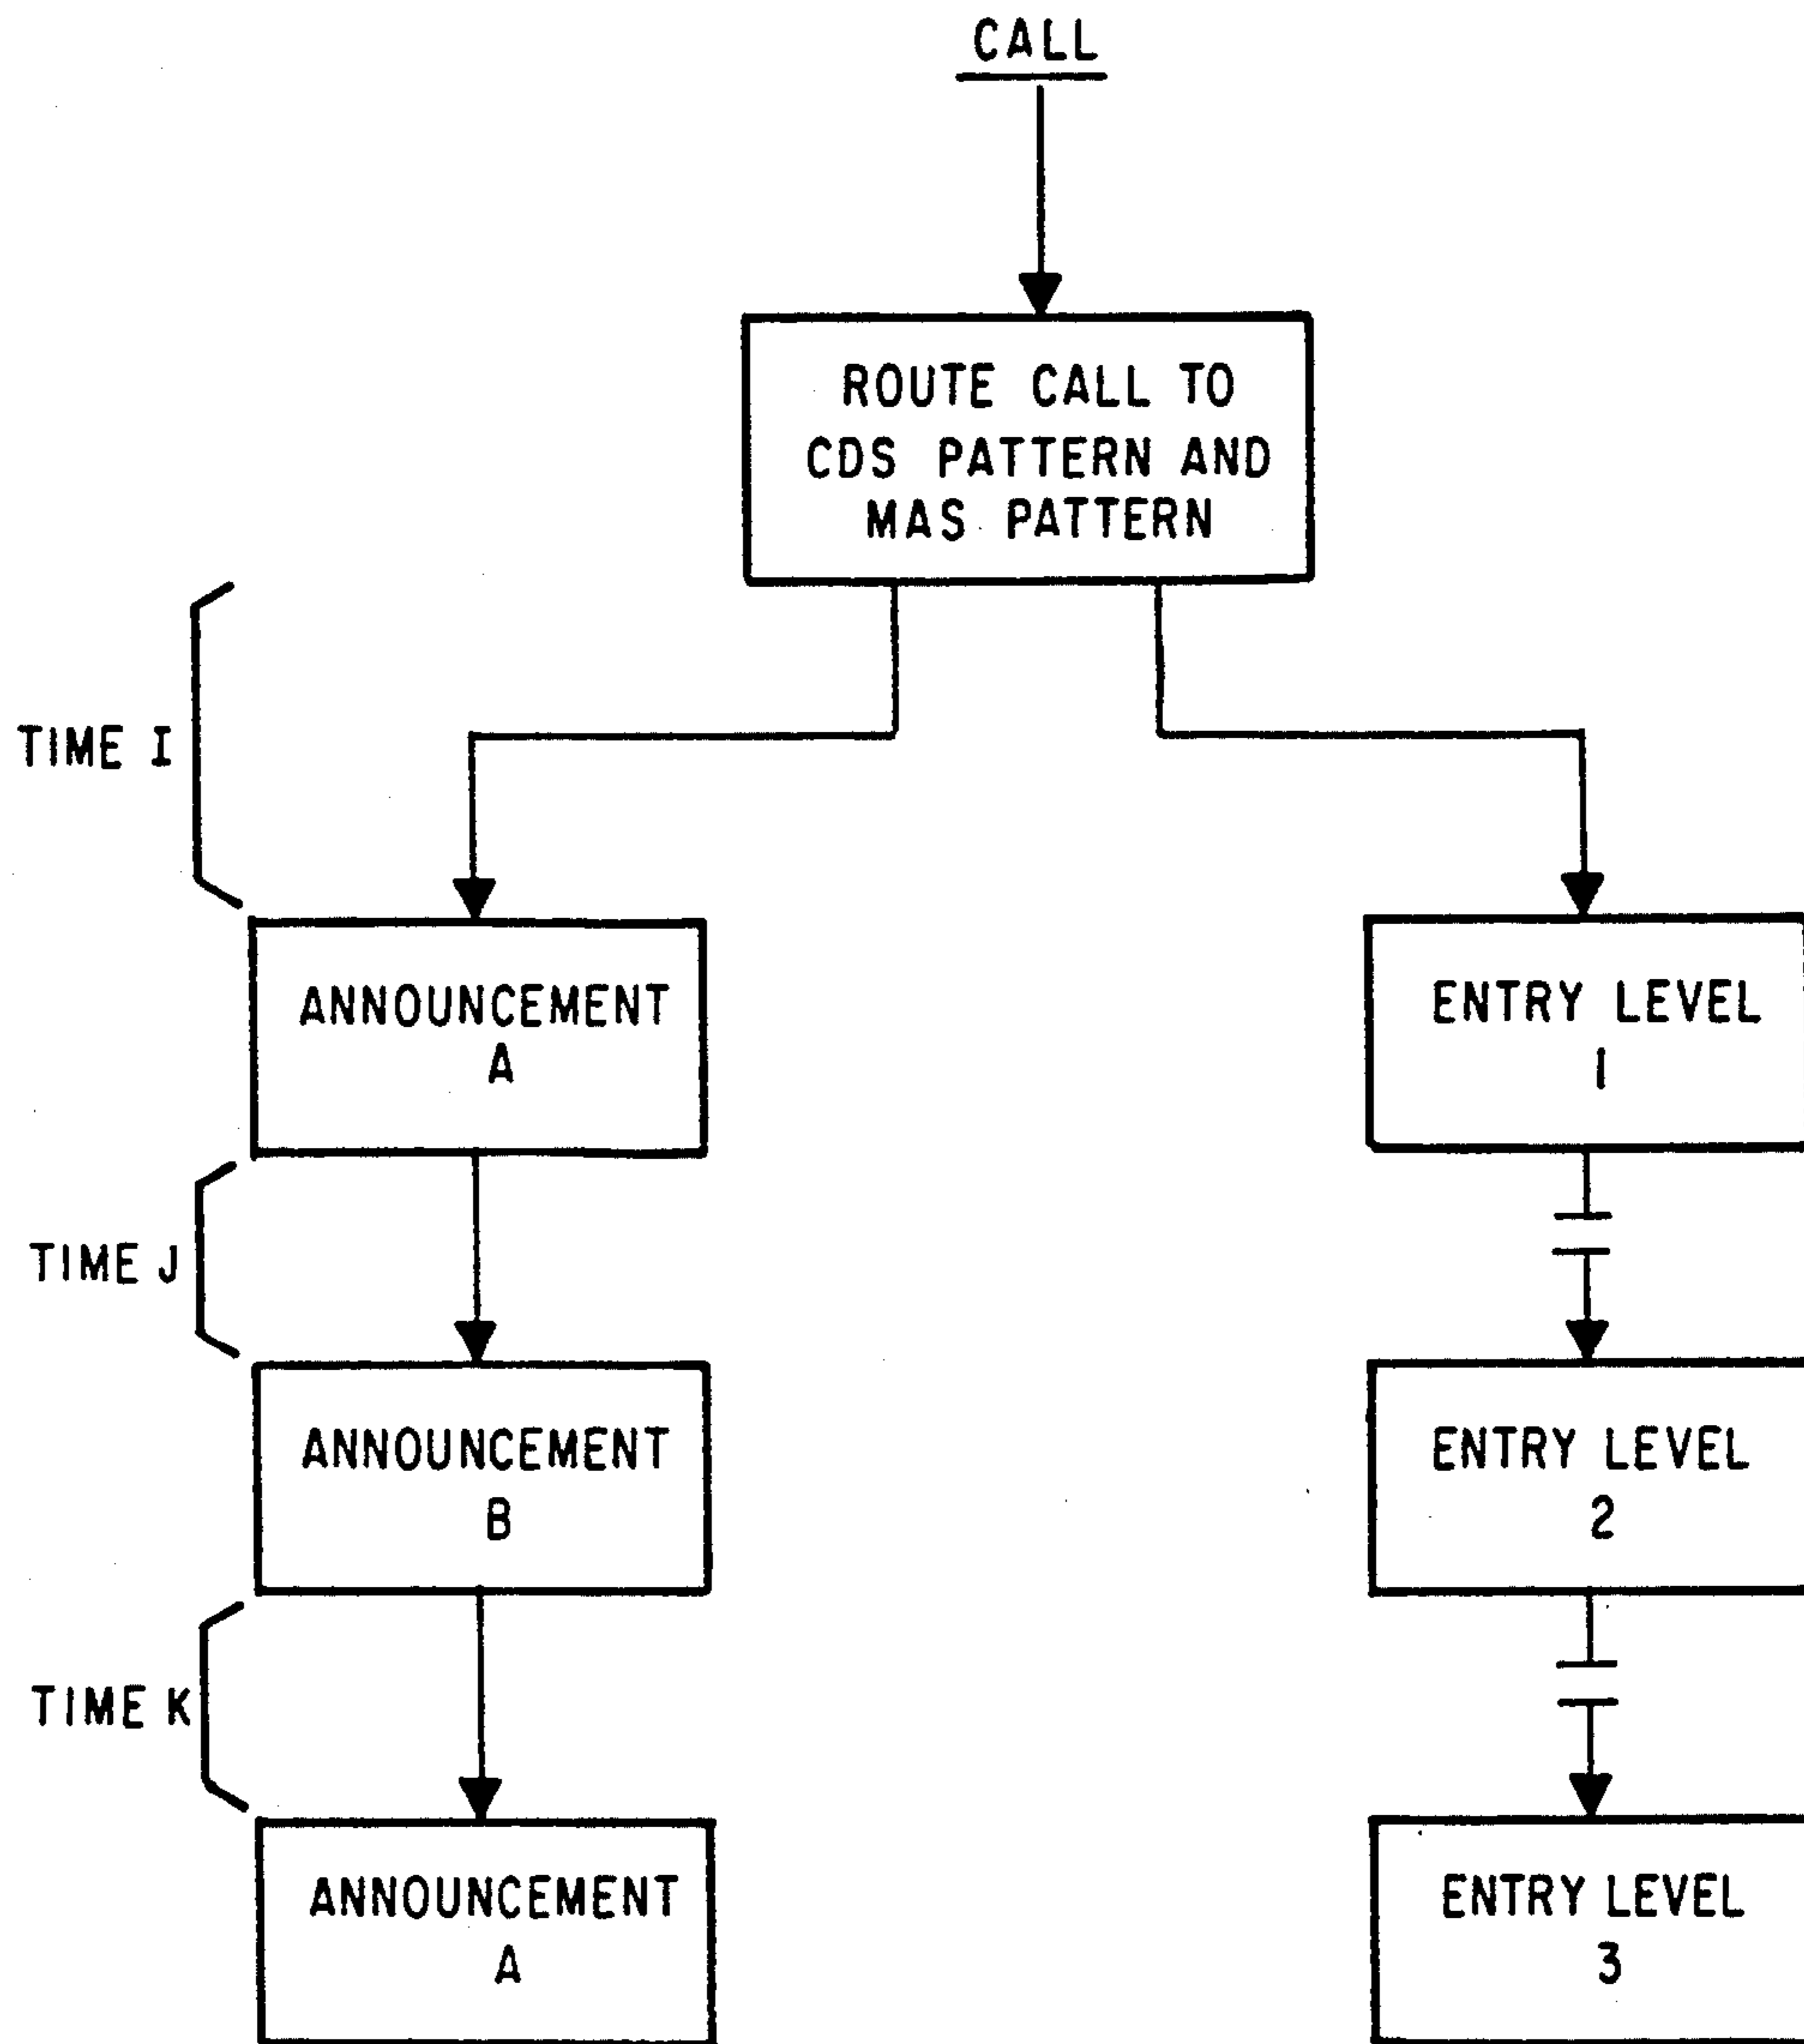 CALL
ROUTE CALL TO
CDS PATTERN AND
MAS PATTERN
TIME I
ANNOUNCEMENT
A
ENTRY LEVEL
1
TIME J
ANNOUNCEMENT
B
ENTRY LEVEL
2
TIME K
ANNOUNCEMENT
A
ENTRY LEVEL
3